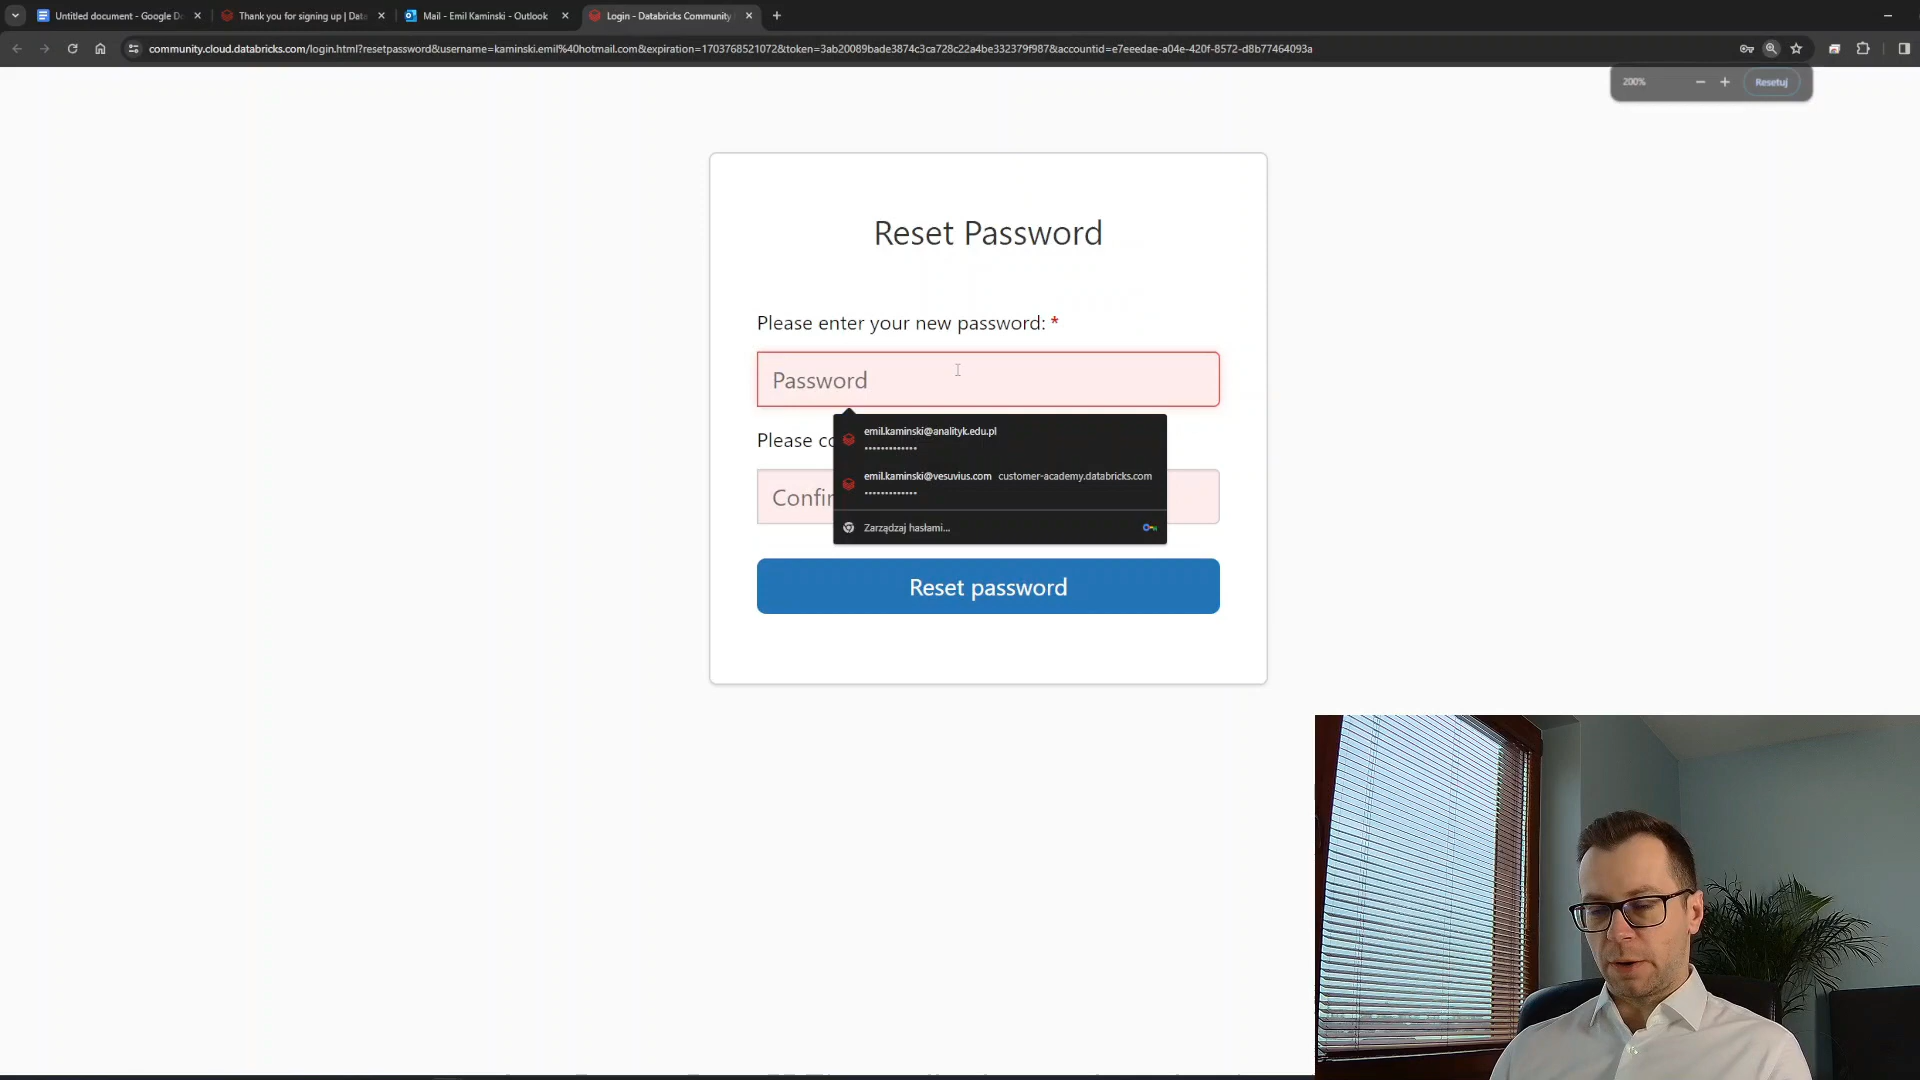 Untitled document - Google Do
Thank you for signing up | Data
Mail - Emil Kaminski - Outlook
Login - Databricks Community
community.cloud.databricks.com/login.html?resetpassword&username=kaminski.emil%40hotmail.com&expiration=1703768521072&token=3ab20089bade3874c3ca728c22a4be332379f987&accountid=e7eeedae-a04e-420f-8572-d8b77464093a
200%
Resetuj
Reset Password
Please enter your new password: *
Password
emil.kaminski@analityk.edu.pl
Please co
emil.kaminski@vesuvius.com customer-academy.databricks.com
Confir
Zarządzaj hasłami...
Reset password